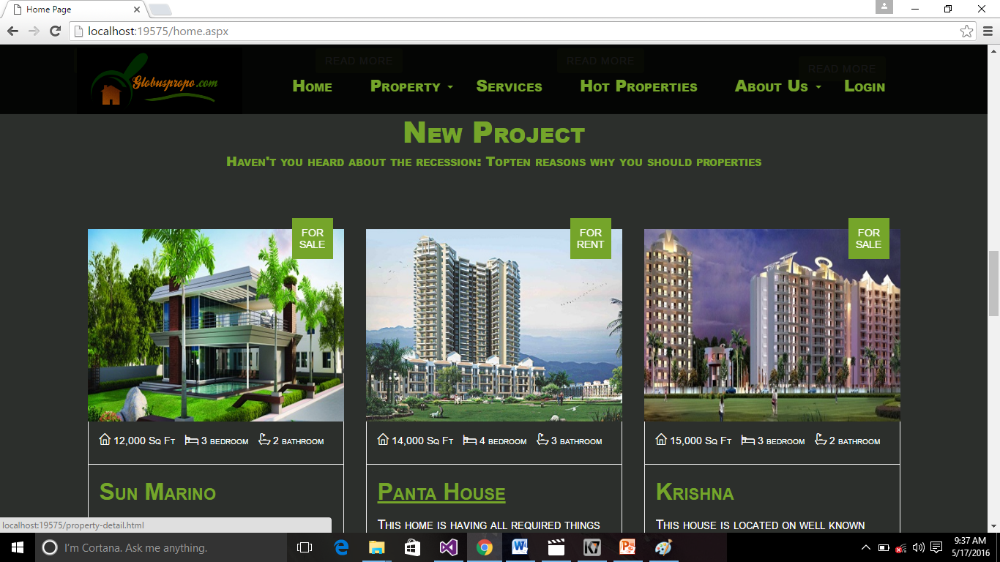 Home Page
localhost:19575/home.aspx
READ MORE READ MORE READ MORE
Globuspropo.com
Home Property Services Hot Properties About Us Login
New Project
Haven't you heard about the recession: Topten reasons why you should properties
FOR SALE
FOR RENT
FOR SALE
12,000 Sq Ft 3 bedroom 2 bathroom
14,000 Sq Ft 4 bedroom 3 bathroom
15,000 Sq Ft 3 bedroom 2 bathroom
Sun Marino
Panta House
Krishna
This home is having all required things
This house is located on well known
localhost:19575/property-detail.html
I'm Cortana. Ask me anything.
9:37 AM
5/17/2016